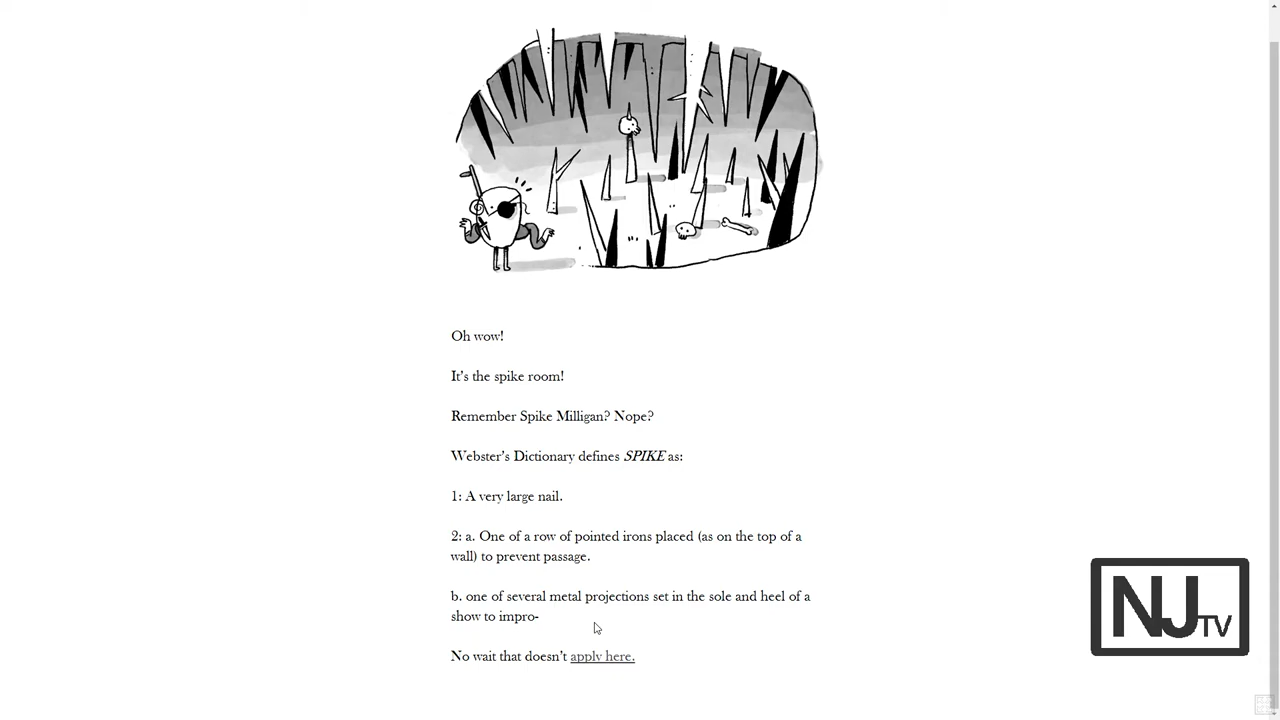 Oh wow!
It's the spike room!
Remember Spike Milligan? Nope?
Webster's Dictionary defines SPIKE as:
1: A very large nail.
2: a. One of a row of pointed irons placed (as on the top of a
wall) to prevent passage.
b. one of several metal projections set in the sole and heel of a
show to impro-
No wait that doesn't apply here.
NJTV